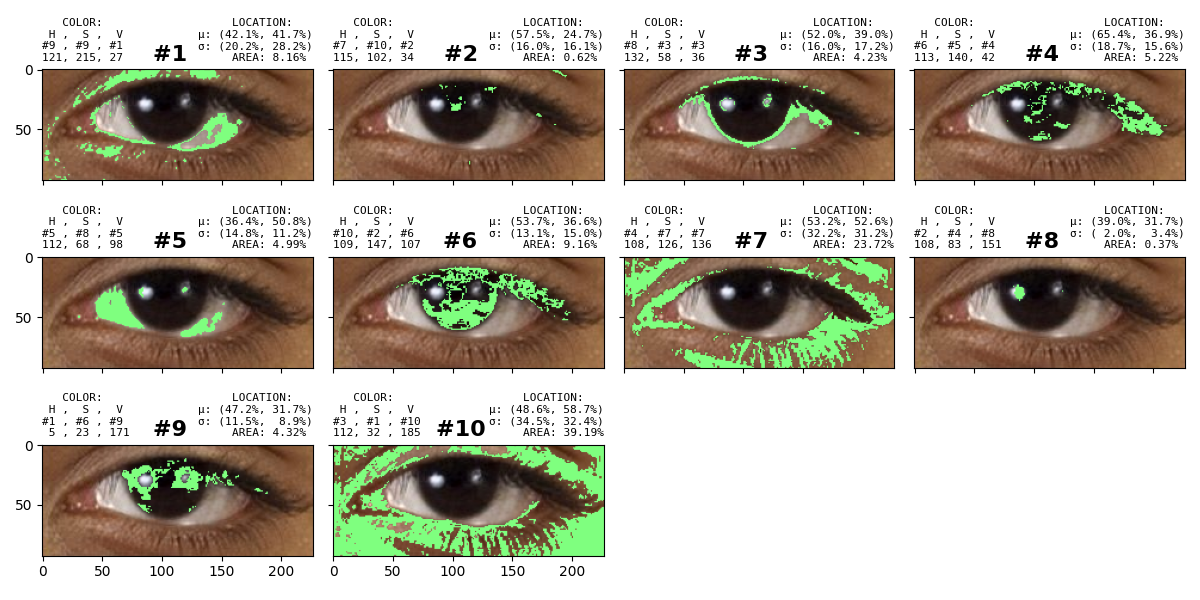 COLOR: LOCATION:
H , S , V μ: (42.1%, 41.7%)
#9 , #9 , #1 #1 σ: (20.2%, 28.2%)
121, 215, 27 AREA: 8.16%
COLOR: LOCATION:
H , S , V μ: (57.5%, 24.7%)
#7 , #10, #2 #2 σ: (16.0%, 16.1%)
115, 102, 34 AREA: 0.62%
COLOR: LOCATION:
H , S , V μ: (52.0%, 39.0%)
#8 , #3 , #3 #3 σ: (16.0%, 17.2%)
132, 58 , 36 AREA: 4.23%
COLOR: LOCATION:
H , S , V μ: (65.4%, 36.9%)
#6 , #5 , #4 #4 σ: (18.7%, 15.6%)
113, 140, 42 AREA: 5.22%
0
50
COLOR: LOCATION:
H , S , V μ: (36.4%, 50.8%)
#5 , #8 , #5 #5 σ: (14.8%, 11.2%)
112, 68 , 98 AREA: 4.99%
COLOR: LOCATION:
H , S , V μ: (53.7%, 36.6%)
#10, #2 , #6 #6 σ: (13.1%, 15.0%)
109, 147, 107 AREA: 9.16%
COLOR: LOCATION:
H , S , V μ: (53.2%, 52.6%)
#4 , #7 , #7 #7 σ: (32.2%, 31.2%)
108, 126, 136 AREA: 23.72%
COLOR: LOCATION:
H , S , V μ: (39.0%, 31.7%)
#2 , #4 , #8 #8 σ: ( 2.0%, 3.4%)
108, 83 , 151 AREA: 0.37%
0
50
COLOR: LOCATION:
H , S , V μ: (47.2%, 31.7%)
#1 , #6 , #9 #9 σ: (11.5%, 8.9%)
5 , 23 , 171 AREA: 4.32%
COLOR: LOCATION:
H , S , V μ: (48.6%, 58.7%)
#3 , #1 , #10 #10 σ: (34.5%, 32.4%)
112, 32 , 185 AREA: 39.19%
0
50
0 50 100 150 200
0 50 100 150 200